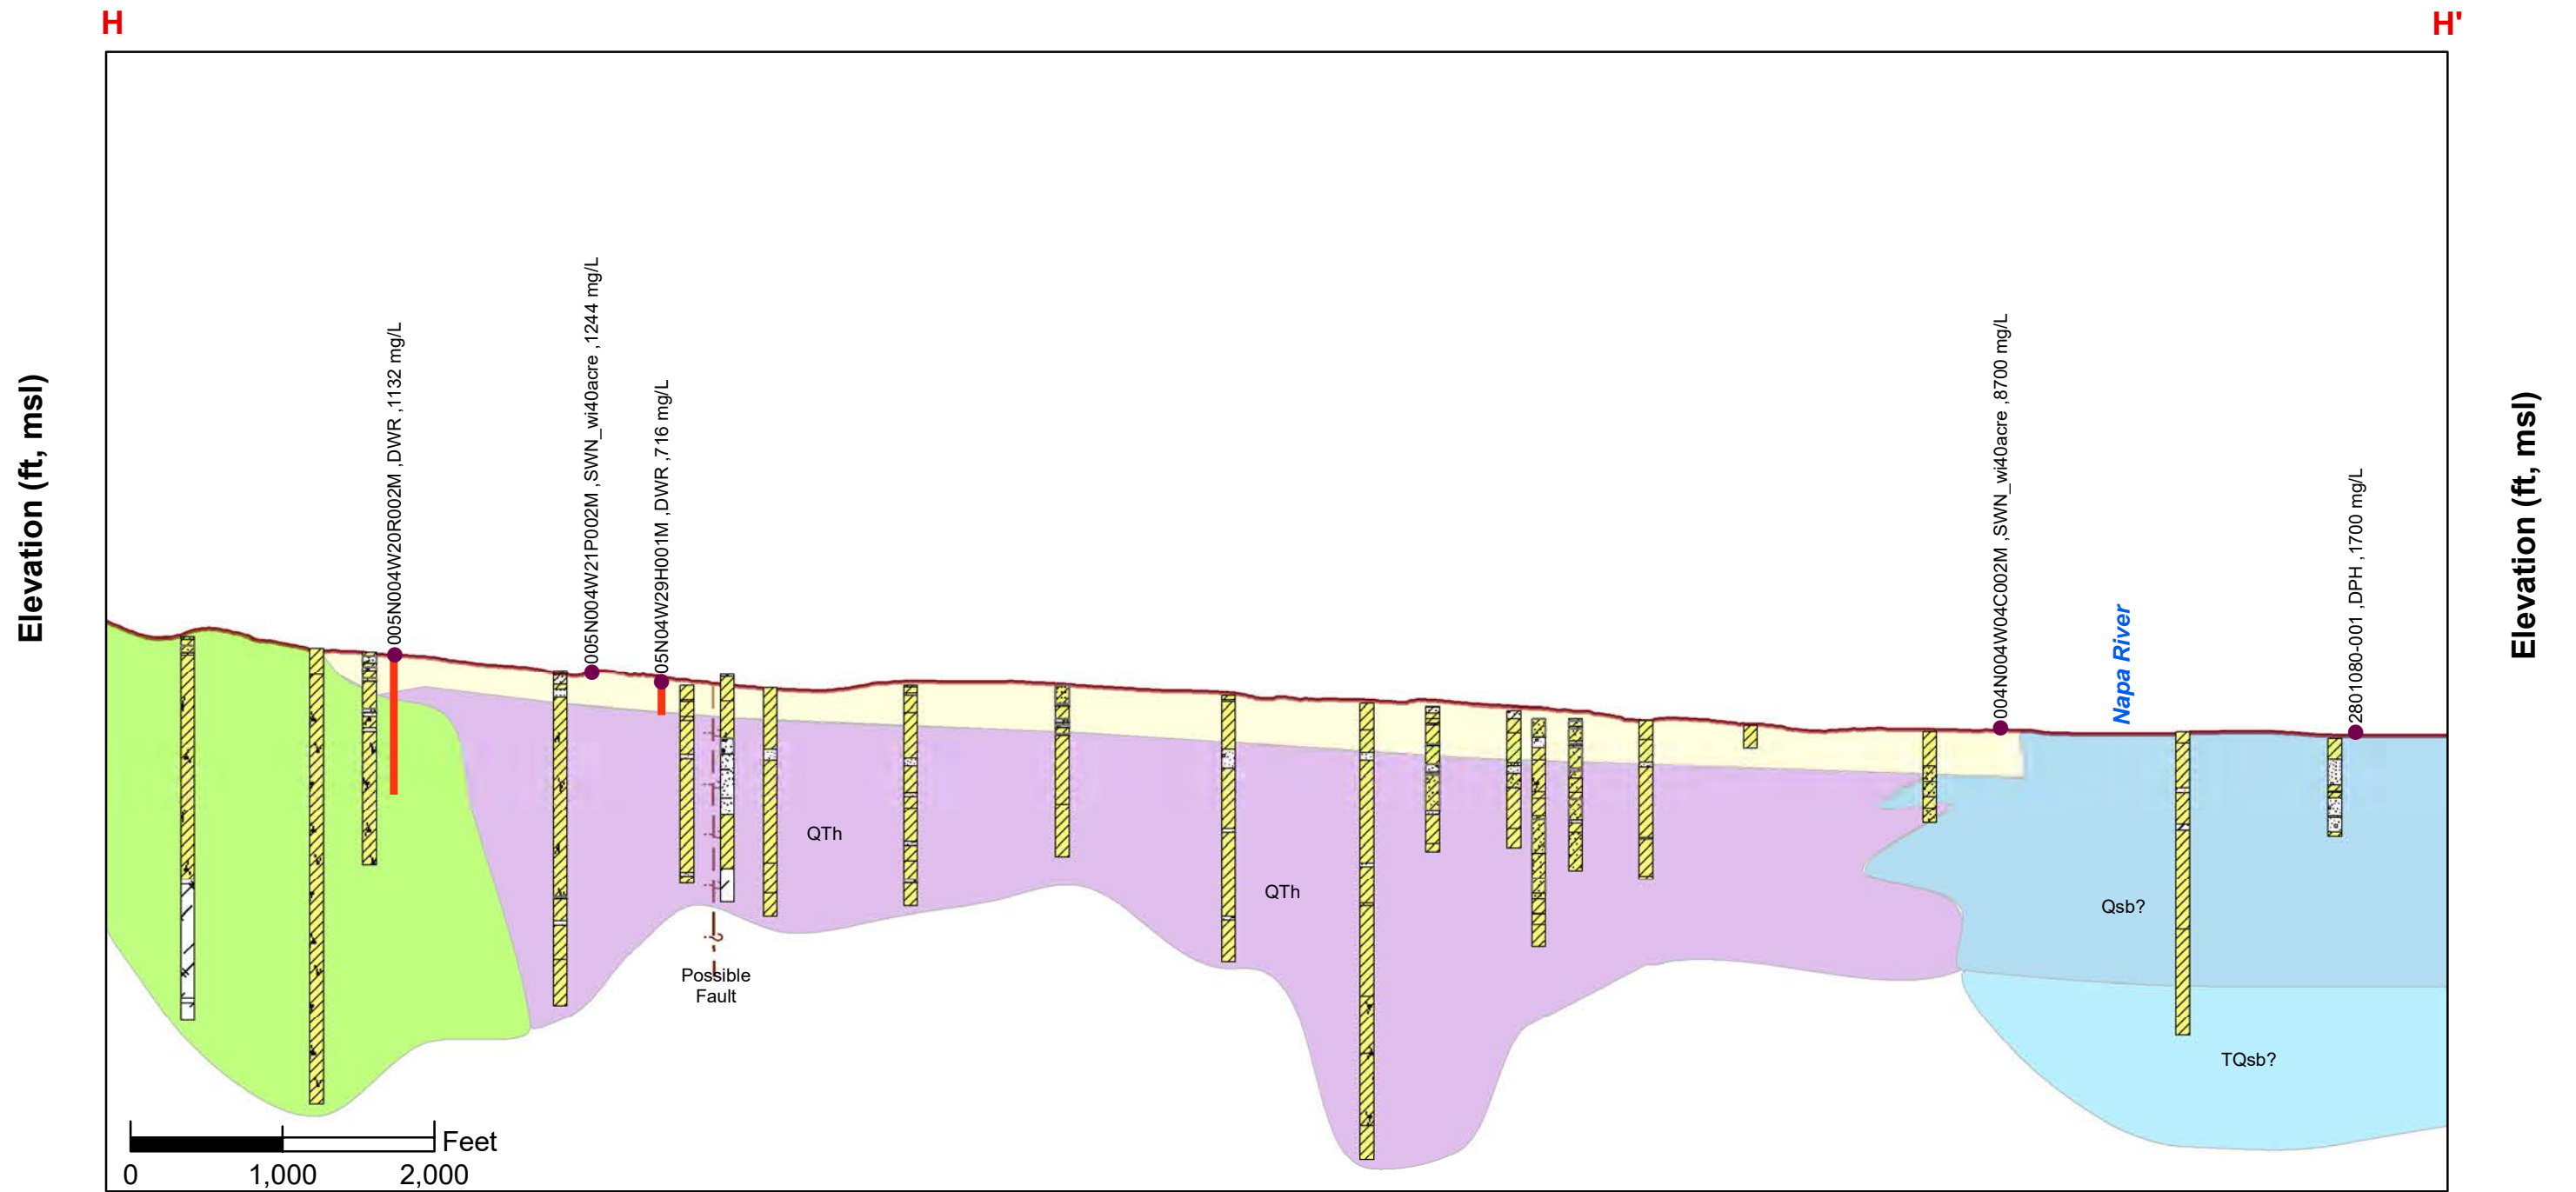 H
H'
Elevation (ft, msl)
Elevation (ft, msl)
005N004W20R002M ,DWR ,1132 mg/L
005N004W21P002M ,SWN_wi40acre ,1244 mg/L
05N04W29H001M ,DWR ,716 mg/L
004N004W04C002M ,SWN_wi40acre ,8700 mg/L
Napa River
2801080-001 ,DPH ,1700 mg/L
QTh
QTh
Qsb?
?
Possible
Fault
TQsb?
Feet
0
1,000
2,000